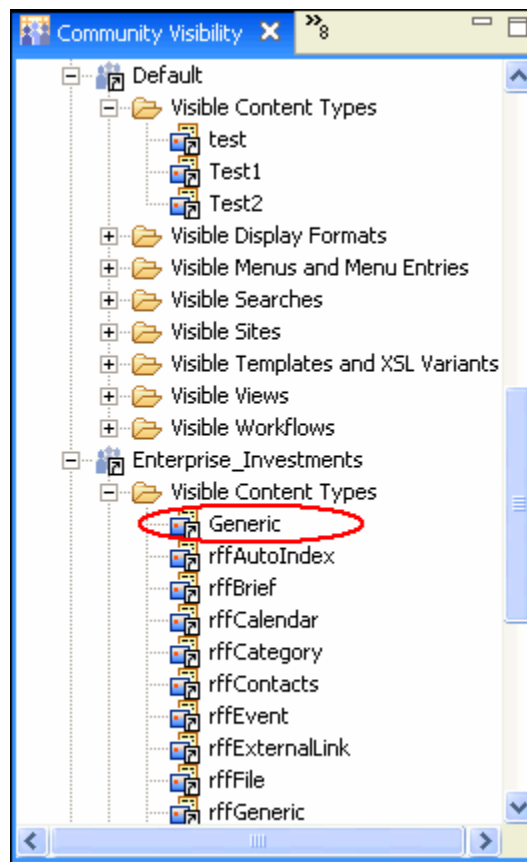 Community Visibility
8
Default
Visible Content Types
test
Test1
Test2
Visible Display Formats
Visible Menus and Menu Entries
Visible Searches
Visible Sites
Visible Templates and XSL Variants
Visible Views
Visible Workflows
Enterprise_Investments
Visible Content Types
Generic
rffAutoIndex
rffBrief
rffCalendar
rffCategory
rffContacts
rffEvent
rffExternalLink
rffFile
rffGeneric